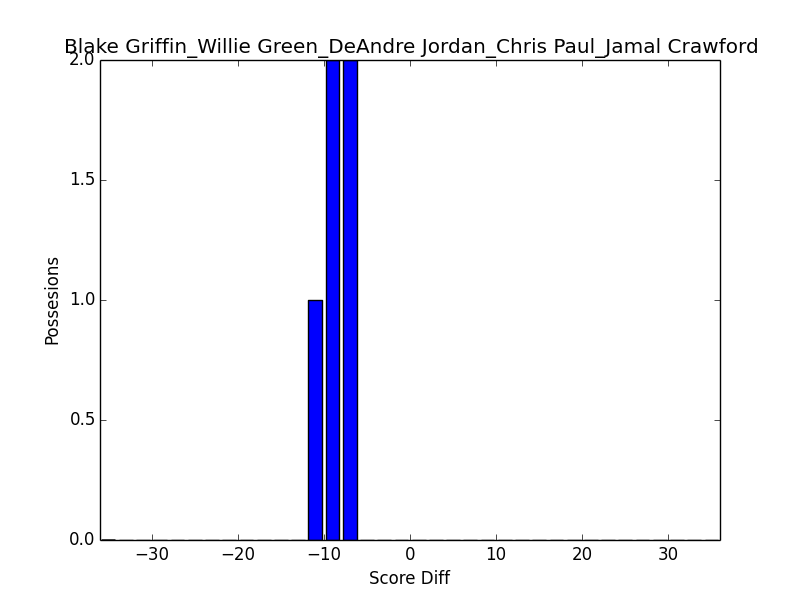 Blake Griffin_Willie Green_DeAndre Jordan_Chris Paul_Jamal Crawford
2.0
1.5
1.0
0.5
0.0
Possesions
−30 −20 −10 0 10 20 30
Score Diff